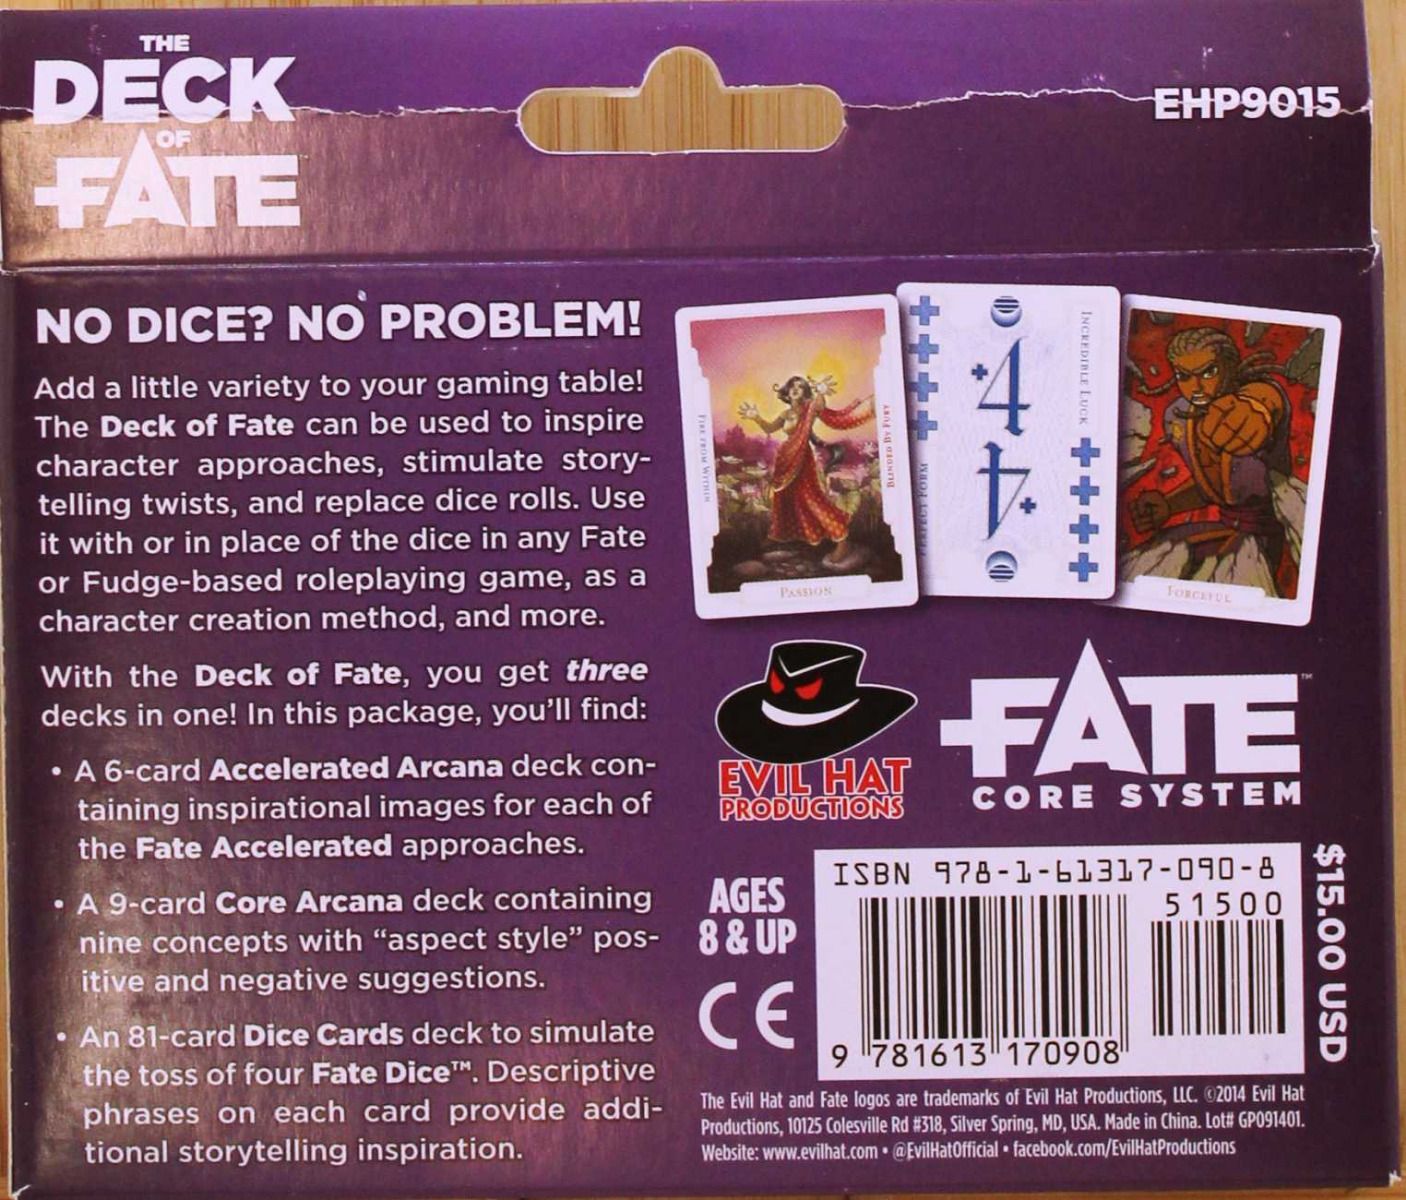 THE
DECK
OF
FATE
EHP9015
NO DICE? NO PROBLEM!
Add a little variety to your gaming table!
The Deck of Fate can be used to inspire
character approaches, stimulate story-
telling twists, and replace dice rolls. Use
it with or in place of the dice in any Fate
or Fudge-based roleplaying game, as a
character creation method, and more.
With the Deck of Fate, you get three
decks in one! In this package, you'll find:
• A 6-card Accelerated Arcana deck con-
taining inspirational images for each of
the Fate Accelerated approaches.
• A 9-card Core Arcana deck containing
nine concepts with “aspect style” pos-
itive and negative suggestions.
• An 81-card Dice Cards deck to simulate
the toss of four Fate Dice™. Descriptive
phrases on each card provide addi-
tional storytelling inspiration.
FIRE FROM WITHIN
BLINDED BY FURY
PASSION
PERFECT FORM
+4
+4
INCREDIBLE LUCK
FORCEFUL
EVIL HAT
PRODUCTIONS
FATE™
CORE SYSTEM
AGES
8 & UP
CE
ISBN 978-1-61317-090-8
51500
9 781613 170908
$15.00 USD
The Evil Hat and Fate logos are trademarks of Evil Hat Productions, LLC. ©2014 Evil Hat
Productions, 10125 Colesville Rd #318, Silver Spring, MD, USA. Made in China. Lot# GP091401.
Website: www.evilhat.com • @EvilHatOfficial • facebook.com/EvilHatProductions